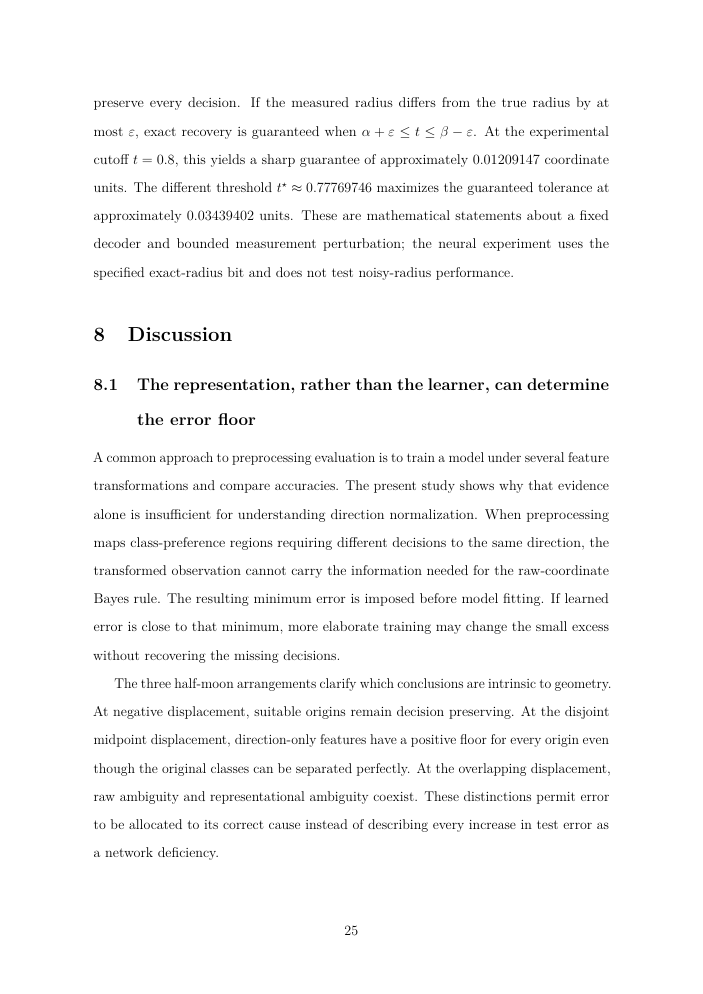 preserve every decision. If the measured radius differs from the true radius by at
most ε, exact recovery is guaranteed when α + ε ≤ t ≤ β − ε. At the experimental
cutoff t = 0.8, this yields a sharp guarantee of approximately 0.01209147 coordinate
units. The different threshold t⋆ ≈ 0.77769746 maximizes the guaranteed tolerance at
approximately 0.03439402 units. These are mathematical statements about a fixed
decoder and bounded measurement perturbation; the neural experiment uses the
specified exact-radius bit and does not test noisy-radius performance.
8 Discussion
8.1 The representation, rather than the learner, can determine
the error floor
A common approach to preprocessing evaluation is to train a model under several feature
transformations and compare accuracies. The present study shows why that evidence
alone is insufficient for understanding direction normalization. When preprocessing
maps class-preference regions requiring different decisions to the same direction, the
transformed observation cannot carry the information needed for the raw-coordinate
Bayes rule. The resulting minimum error is imposed before model fitting. If learned
error is close to that minimum, more elaborate training may change the small excess
without recovering the missing decisions.
The three half-moon arrangements clarify which conclusions are intrinsic to geometry.
At negative displacement, suitable origins remain decision preserving. At the disjoint
midpoint displacement, direction-only features have a positive floor for every origin even
though the original classes can be separated perfectly. At the overlapping displacement,
raw ambiguity and representational ambiguity coexist. These distinctions permit error
to be allocated to its correct cause instead of describing every increase in test error as
a network deficiency.
25